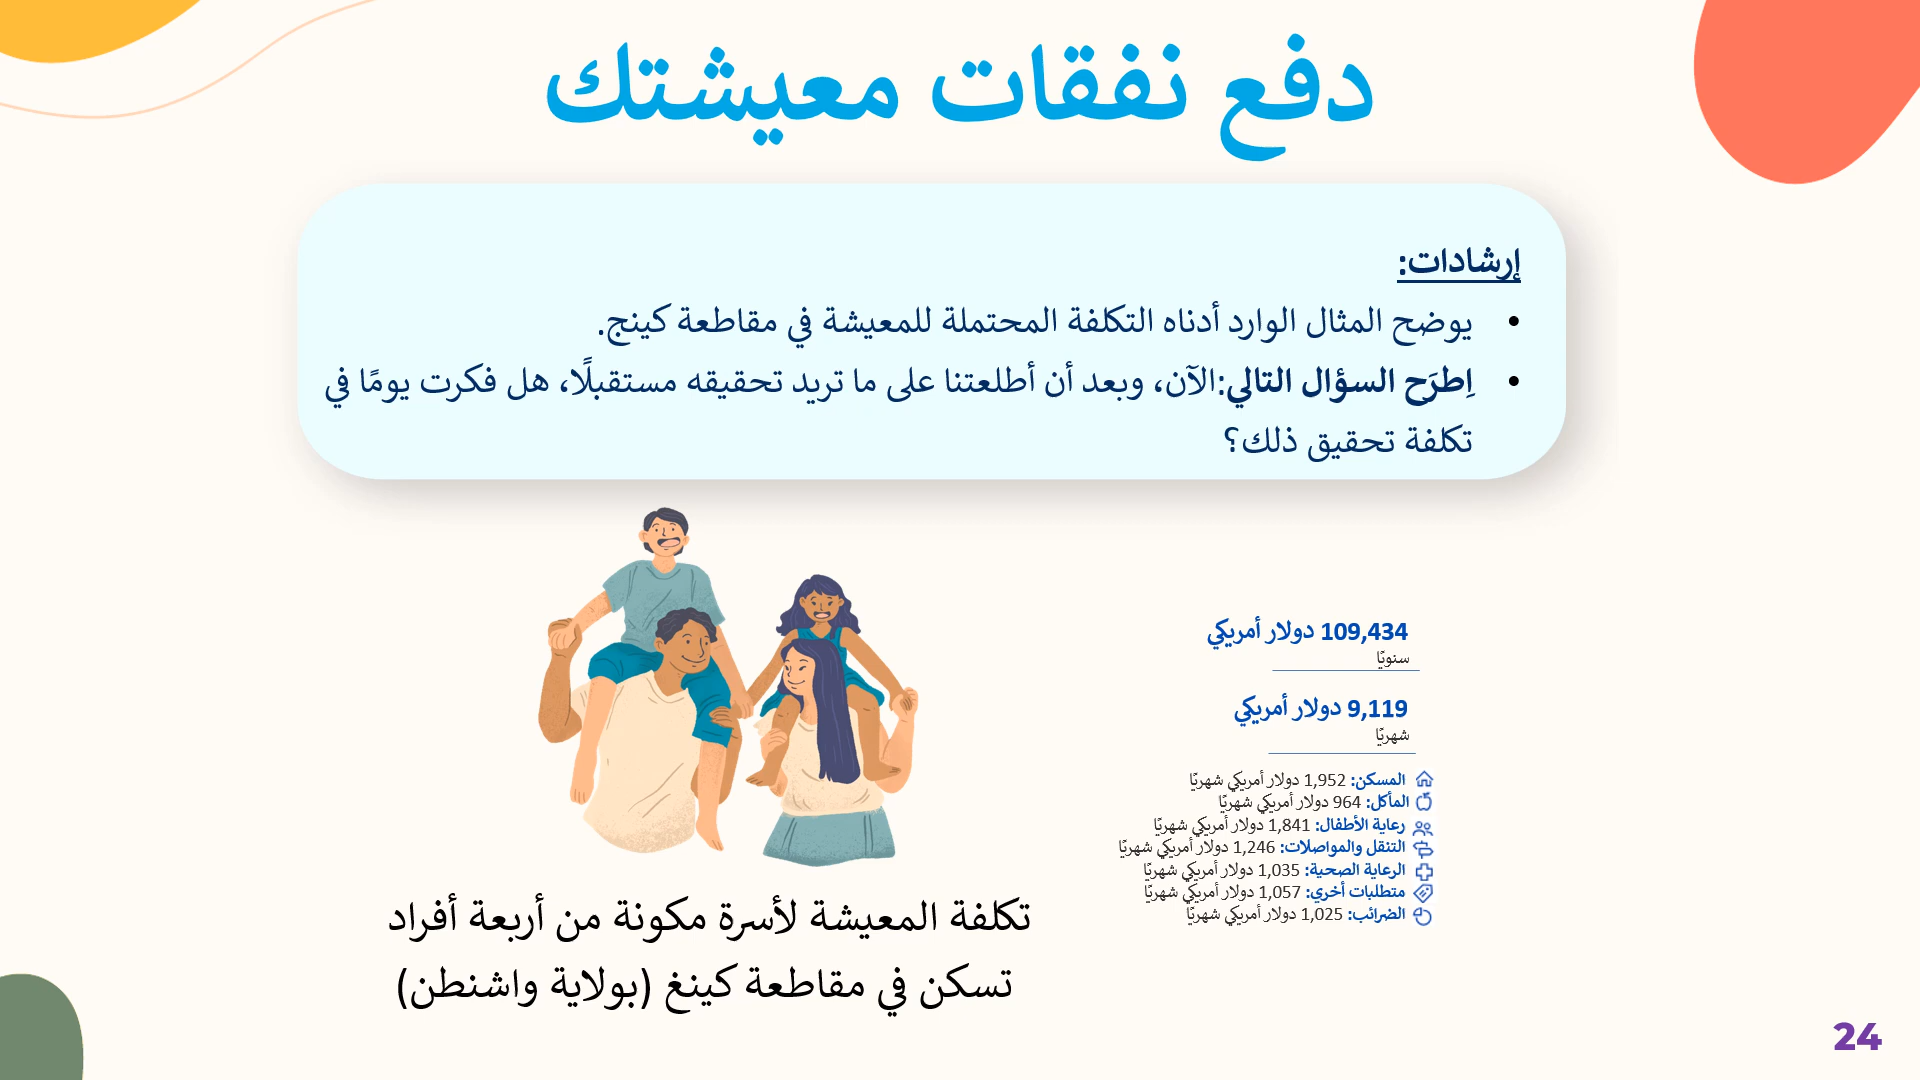 دفع نفقات معيشتك
إرشادات:
• يوضح المثال الوارد أدناه التكلفة المحتملة للمعيشة في مقاطعة كينج.
• اِطرَح السؤال التالي:الآن، وبعد أن أطلعتنا على ما تريد تحقيقه مستقبلًا، هل فكرت يومًا في
تكلفة تحقيق ذلك؟
109,434 دولار أمريكي
سنويًا
9,119 دولار أمريكي
شهريًا
المسكن: 1,952 دولار أمريكي شهريًا
المأكل: 964 دولار أمريكي شهريًا
رعاية الأطفال: 1,841 دولار أمريكي شهريًا
التنقل والمواصلات: 1,246 دولار أمريكي شهريًا
الرعاية الصحية: 1,035 دولار أمريكي شهريًا
متطلبات أخرى: 1,057 دولار أمريكي شهريًا
الضرائب: 1,025 دولار أمريكي شهريًا
تكلفة المعيشة لأسرة مكونة من أربعة أفراد
تسكن في مقاطعة كينغ (بولاية واشنطن)
24